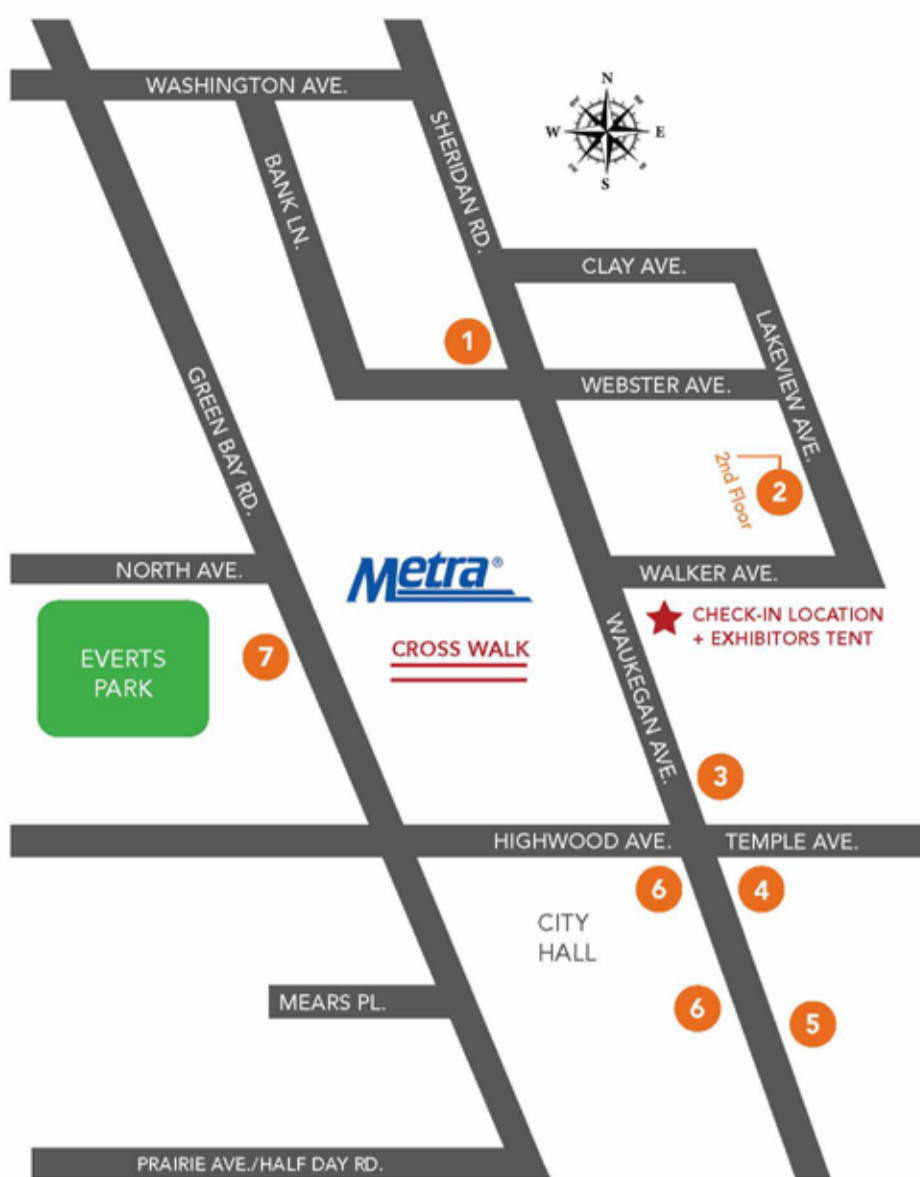 WASHINGTON AVE.
N
W
E
S
SHERIDAN RD.
BANK LN.
CLAY AVE.
1
LAKEVIEW AVE.
WEBSTER AVE.
GREEN BAY RD.
2nd Floor
2
NORTH AVE.
Metra®
WALKER AVE.
CHECK-IN LOCATION
+ EXHIBITORS TENT
CROSS WALK
EVERTS
PARK
7
WAUKEGAN AVE.
3
HIGHWOOD AVE.
TEMPLE AVE.
6
4
CITY
HALL
MEARS PL.
6
5
PRAIRIE AVE./HALF DAY RD.